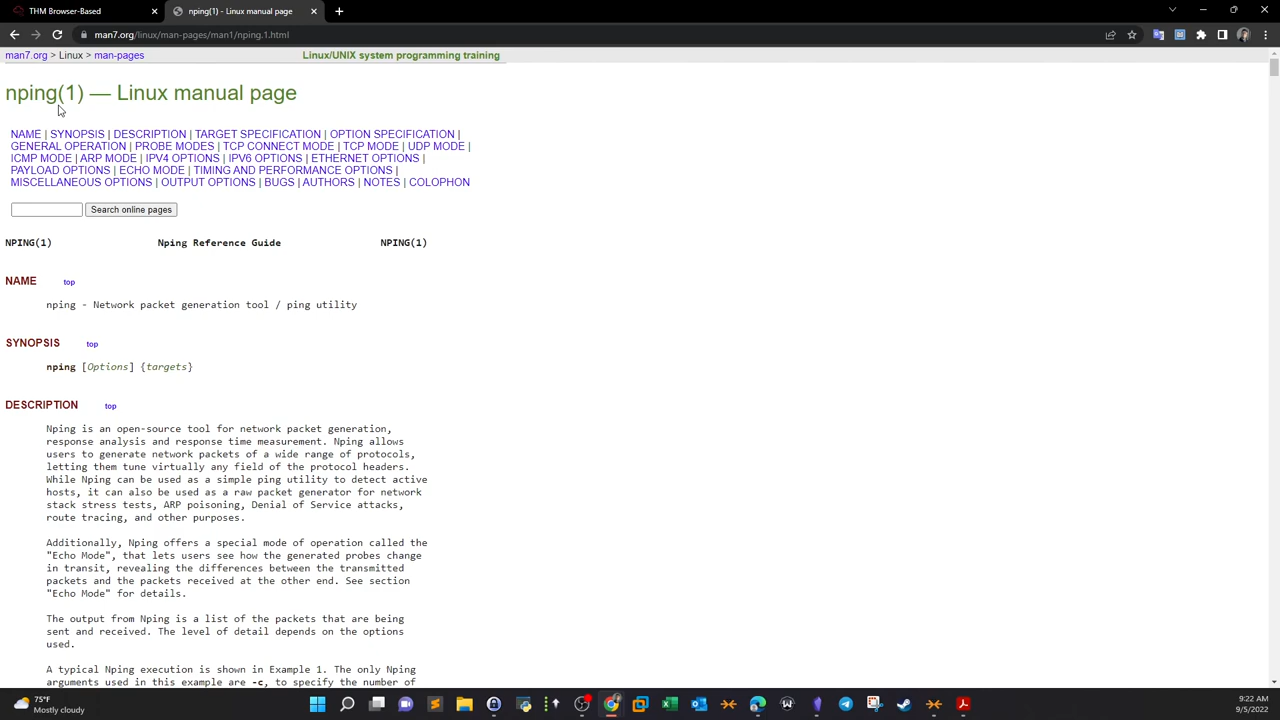 THM Browser-Based
nping(1) - Linux manual page
man7.org/linux/man-pages/man1/nping.1.html
man7.org > Linux > man-pages
Linux/UNIX system programming training
nping(1) — Linux manual page
NAME | SYNOPSIS | DESCRIPTION | TARGET SPECIFICATION | OPTION SPECIFICATION |
GENERAL OPERATION | PROBE MODES | TCP CONNECT MODE | TCP MODE | UDP MODE |
ICMP MODE | ARP MODE | IPV4 OPTIONS | IPV6 OPTIONS | ETHERNET OPTIONS |
PAYLOAD OPTIONS | ECHO MODE | TIMING AND PERFORMANCE OPTIONS |
MISCELLANEOUS OPTIONS | OUTPUT OPTIONS | BUGS | AUTHORS | NOTES | COLOPHON
Search online pages
NPING(1) Nping Reference Guide NPING(1)
NAME top
nping - Network packet generation tool / ping utility
SYNOPSIS top
nping [Options] {targets}
DESCRIPTION top
Nping is an open-source tool for network packet generation,
response analysis and response time measurement. Nping allows
users to generate network packets of a wide range of protocols,
letting them tune virtually any field of the protocol headers.
While Nping can be used as a simple ping utility to detect active
hosts, it can also be used as a raw packet generator for network
stack stress tests, ARP poisoning, Denial of Service attacks,
route tracing, and other purposes.
Additionally, Nping offers a special mode of operation called the
"Echo Mode", that lets users see how the generated probes change
in transit, revealing the differences between the transmitted
packets and the packets received at the other end. See section
"Echo Mode" for details.
The output from Nping is a list of the packets that are being
sent and received. The level of detail depends on the options
used.
A typical Nping execution is shown in Example 1. The only Nping
arguments used in this example are -c, to specify the number of
75°F
Mostly cloudy
9:22 AM
9/5/2022